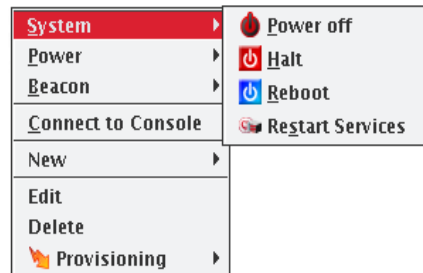 System
Power
Beacon
Connect to Console
New
Edit
Delete
Provisioning
Power off
Halt
Reboot
Restart Services